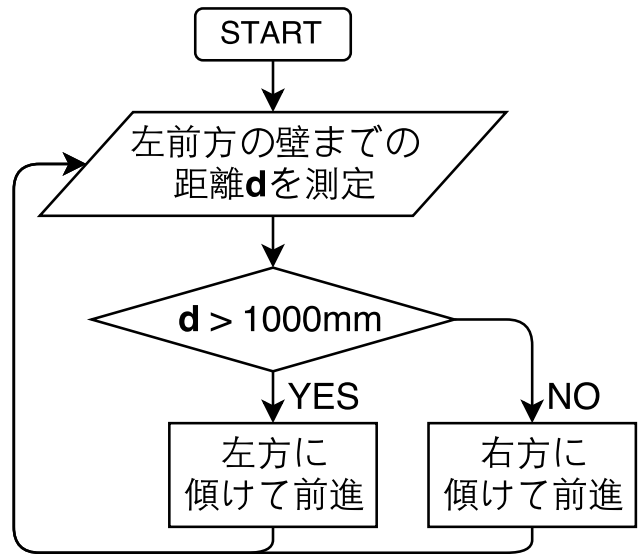 START
左前方の壁までの
距離dを測定
d > 1000mm
YES
NO
左方に
傾けて前進
右方に
傾けて前進